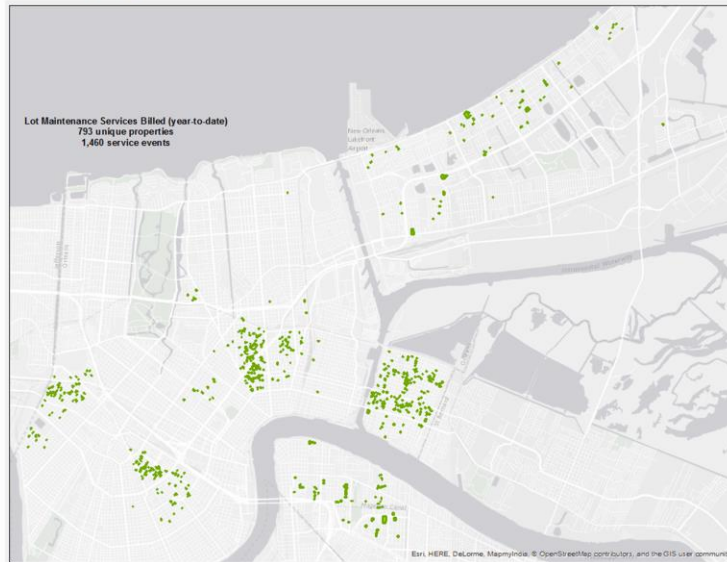 Lot Maintenance Services Billed (year-to-date)
793 unique properties
1,460 service events
New Orleans
Lakefront
Airport
Esri, HERE, DeLorme, MapmyIndia, © OpenStreetMap contributors, and the GIS user community